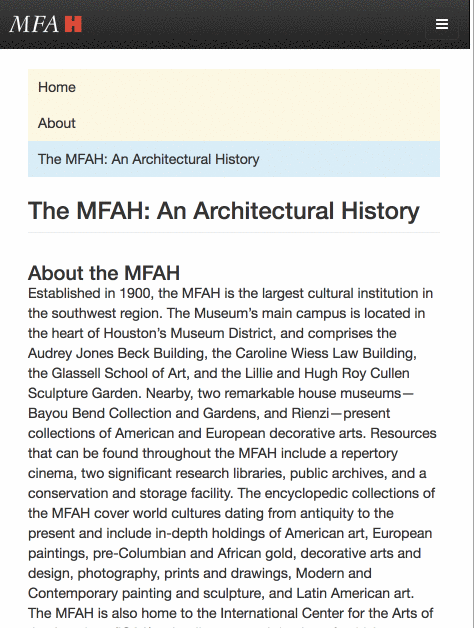 MFA H
Home
About
The MFAH: An Architectural History
The MFAH: An Architectural History
About the MFAH
Established in 1900, the MFAH is the largest cultural institution in
the southwest region. The Museum’s main campus is located in
the heart of Houston’s Museum District, and comprises the
Audrey Jones Beck Building, the Caroline Wiess Law Building,
the Glassell School of Art, and the Lillie and Hugh Roy Cullen
Sculpture Garden. Nearby, two remarkable house museums—
Bayou Bend Collection and Gardens, and Rienzi—present
collections of American and European decorative arts. Resources
that can be found throughout the MFAH include a repertory
cinema, two significant research libraries, public archives, and a
conservation and storage facility. The encyclopedic collections of
the MFAH cover world cultures dating from antiquity to the
present and include in-depth holdings of American art, European
paintings, pre-Columbian and African gold, decorative arts and
design, photography, prints and drawings, Modern and
Contemporary painting and sculpture, and Latin American art.
The MFAH is also home to the International Center for the Arts of